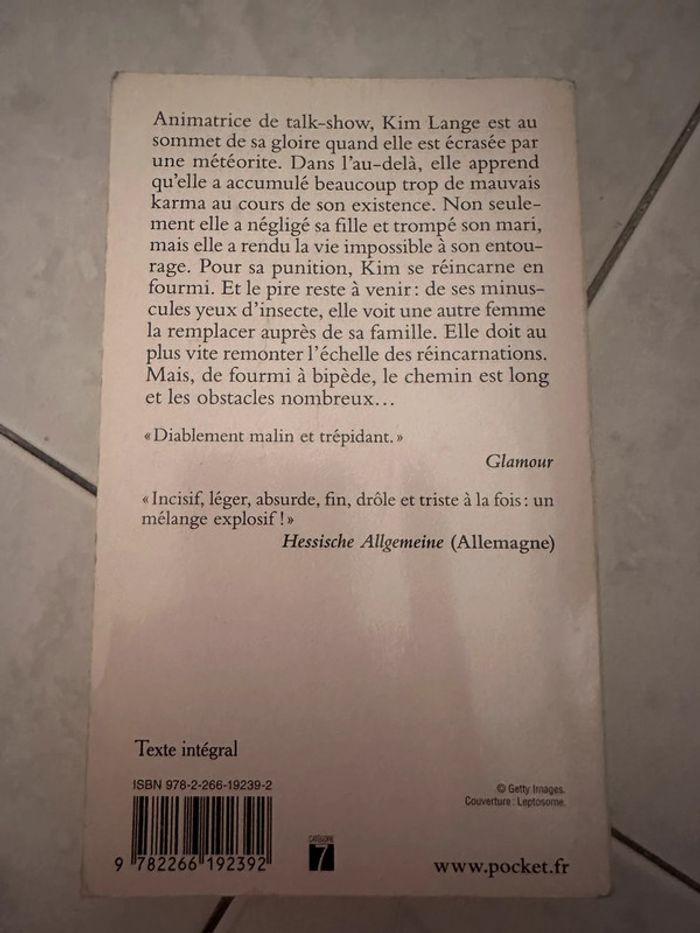 Animatrice de talk-show, Kim Lange est au
sommet de sa gloire quand elle est écrasée par
une météorite. Dans l'au-delà, elle apprend
qu'elle a accumulé beaucoup trop de mauvais
karma au cours de son existence. Non seule-
ment elle a négligé sa fille et trompé son mari,
mais elle a rendu la vie impossible à son entou-
rage. Pour sa punition, Kim se réincarne en
fourmi. Et le pire reste à venir : de ses minus-
cules yeux d'insecte, elle voit une autre femme
la remplacer auprès de sa famille. Elle doit au
plus vite remonter l'échelle des réincarnations.
Mais, de fourmi à bipède, le chemin est long
et les obstacles nombreux…
« Diablement malin et trépidant. »
Glamour
« Incisif, léger, absurde, fin, drôle et triste à la fois : un
mélange explosif ! »
Hessische Allgemeine (Allemagne)
Texte intégral
ISBN 978-2-266-19239-2
© Getty Images.
Couverture : Leptosome.
9 782266 192392
CATÉGORIE
7
www.pocket.fr